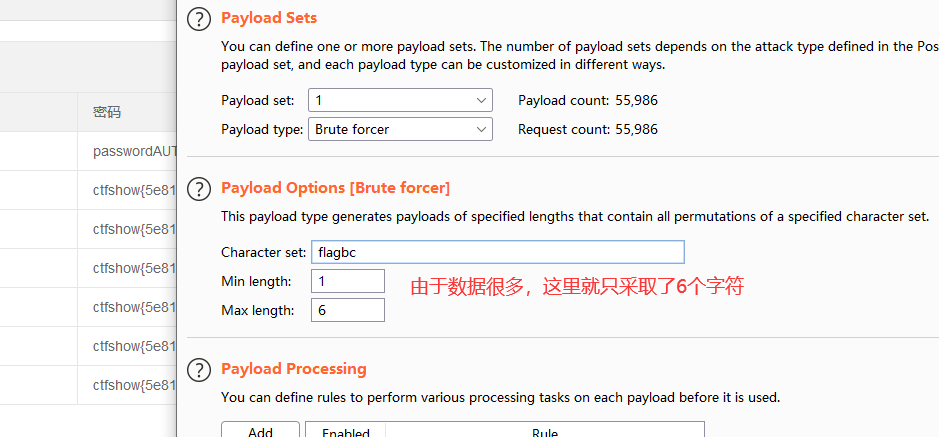 密码
passwordAUT
ctfshow{5e81
ctfshow{5e81
ctfshow{5e81
ctfshow{5e81
ctfshow{5e81
ctfshow{5e81
? Payload Sets
You can define one or more payload sets. The number of payload sets depends on the attack type defined in the Pos
payload set, and each payload type can be customized in different ways.
Payload set: 1 Payload count: 55,986
Payload type: Brute forcer Request count: 55,986
? Payload Options [Brute forcer]
This payload type generates payloads of specified lengths that contain all permutations of a specified character set.
Character set: flagbc
Min length: 1
由于数据很多，这里就只采取了6个字符
Max length: 6
? Payload Processing
You can define rules to perform various processing tasks on each payload before it is used.
Add Enabled Rule